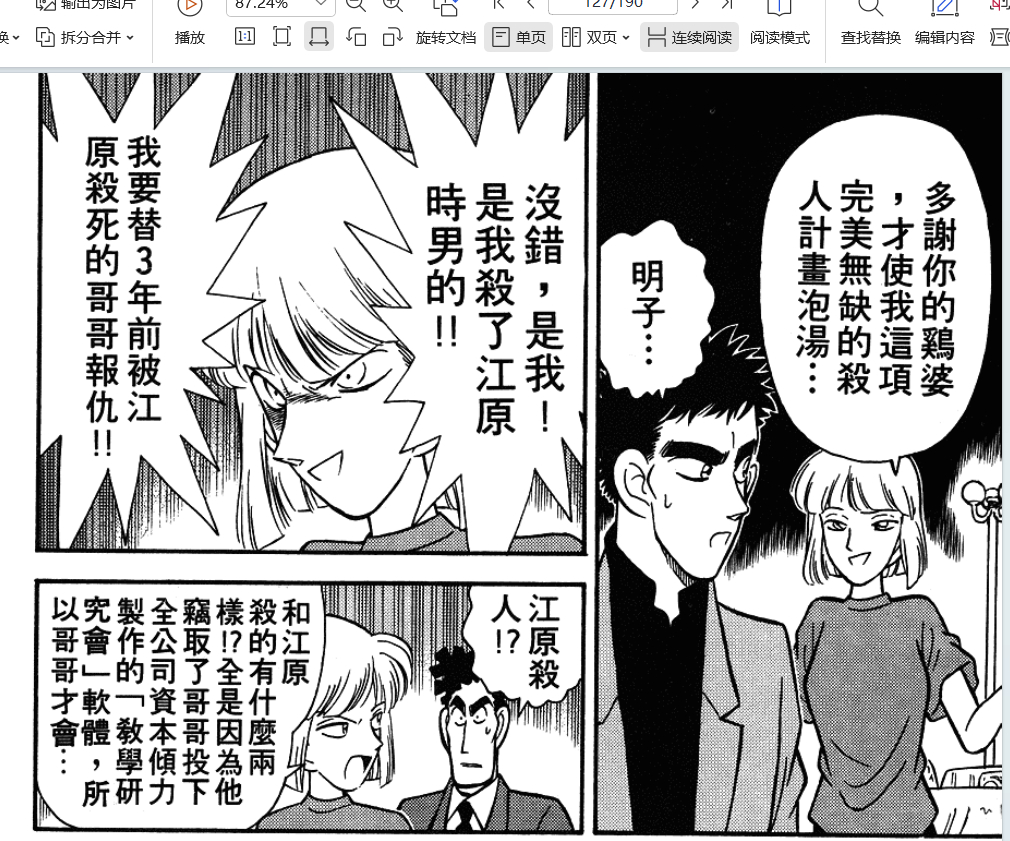 输出为图片
87.24%
127/190
换
拆分合并
播放
1:1
旋转文档
单页
双页
连续阅读
阅读模式
查找替换
编辑内容
多謝你的鷄婆
，才使我這項
完美無缺的殺
人計畫泡湯…
明子…
沒錯，是我！
是我殺了江原
時男的!!
我要替3年前被江
原殺死的哥哥報仇!!
江原殺
人!?
和江原
殺的有什麼兩
樣!?全是因為他
竊取了哥哥投下
全公司資本傾力
製作的「教學研
究會」軟體，所
以哥哥才會…